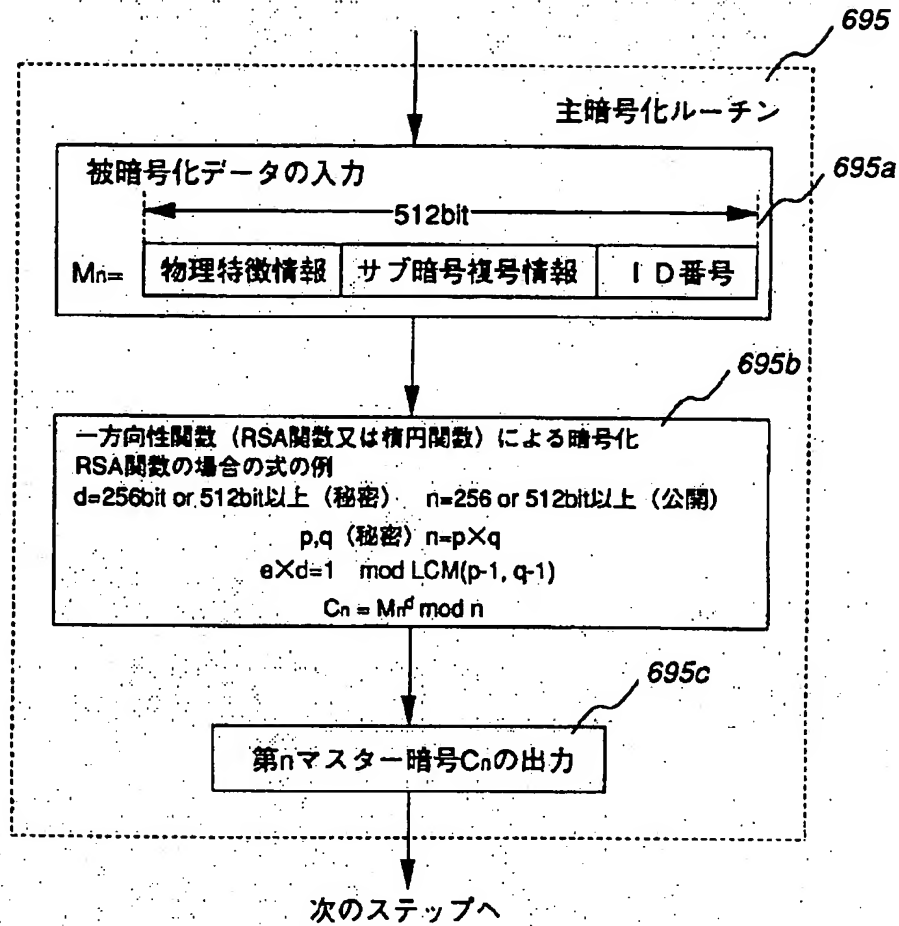 695
主暗号化ルーチン
被暗号化データの入力
695a
512bit
Mn= 物理特徴情報 サブ暗号復号情報 ID番号
695b
一方向性関数（RSA関数又は楕円関数）による暗号化
RSA関数の場合の式の例
d=256bit or 512bit以上（秘密） n=256 or 512bit以上（公開）
p,q（秘密）n=p×q
e×d=1 mod LCM(p-1, q-1)
Cn = Mn^d mod n
695c
第nマスター暗号Cnの出力
次のステップへ